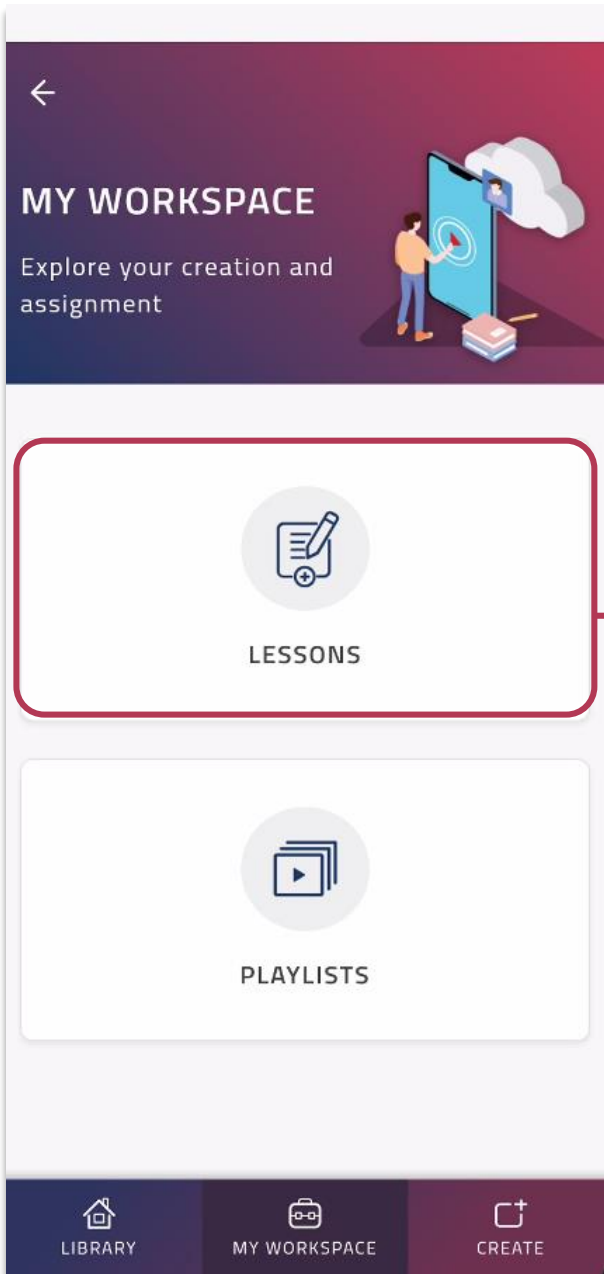 MY WORKSPACE
Explore your creation and
assignment
LESSONS
PLAYLISTS
LIBRARY
MY WORKSPACE
CREATE